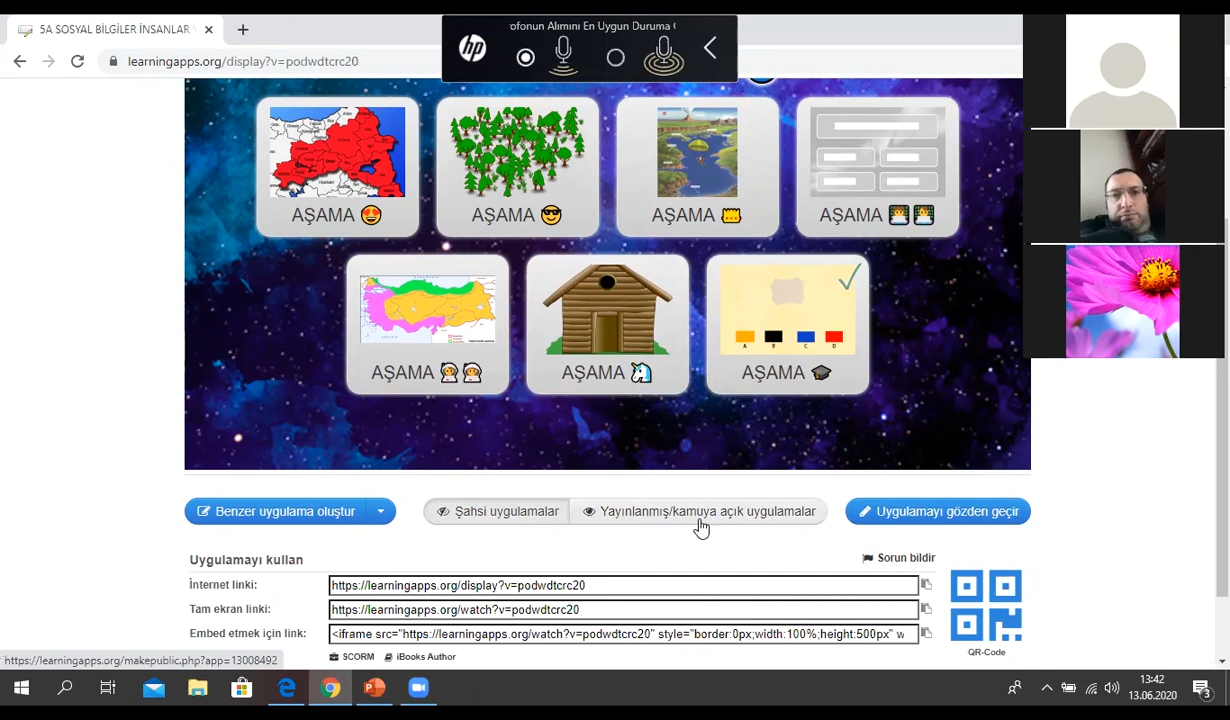 5A SOSYAL BİLGİLER İNSANLAR Y
ofonun Alımını En Uygun Duruma
hp
learningapps.org/display?v=podwdtcrc20
AŞAMA 😍
AŞAMA 😎
AŞAMA
AŞAMA
AŞAMA
AŞAMA 🦄
A B C D
AŞAMA 🎓
Benzer uygulama oluştur
Şahsi uygulamalar
Yayınlanmış/kamuya açık uygulamalar
Uygulamayı gözden geçir
Uygulamayı kullan
Sorun bildir
İnternet linki:
https://learningapps.org/display?v=podwdtcrc20
Tam ekran linki:
https://learningapps.org/watch?v=podwdtcrc20
Embed etmek için link:
<iframe src="https://learningapps.org/watch?v=podwdtcrc20" style="border:0px;width:100%;height:500px" w
QR-Code
https://learningapps.org/makepublic.php?app=13008492
SCORM
iBooks Author
13:42
13.06.2020
3